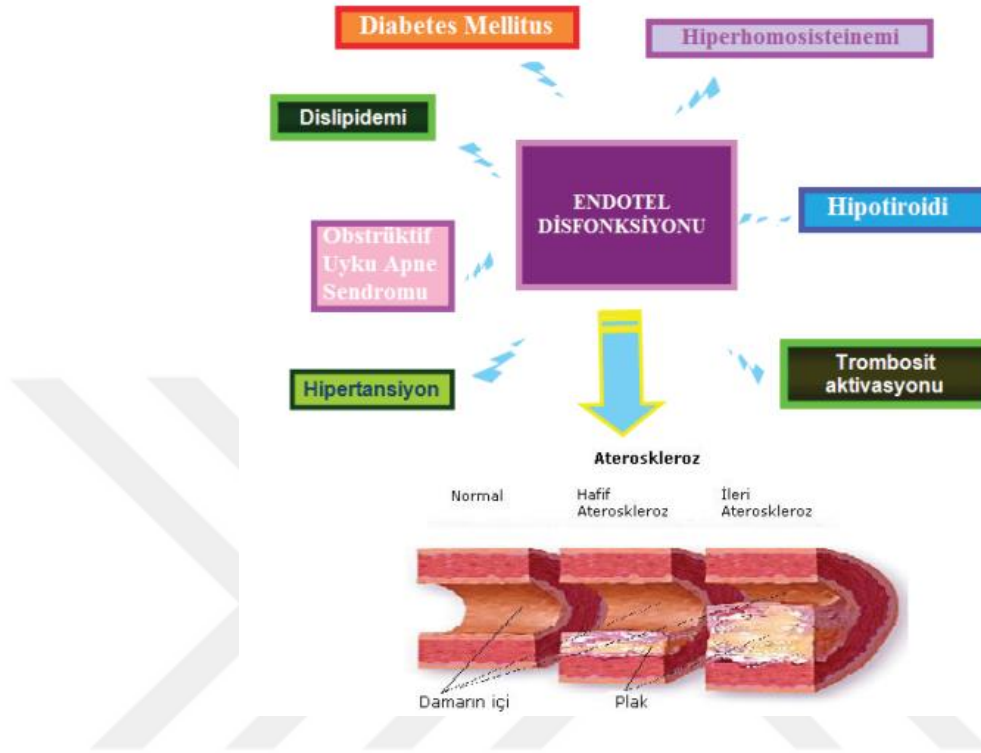 Diabetes Mellitus
Hiperhomosisteinemi
Dislipidemi
ENDOTEL
DİSFONKSİYONU
Hipotiroidi
Obstrüktif
Uyku Apne
Sendromu
Hipertansiyon
Trombosit
aktivasyonu
Ateroskleroz
Normal
Hafif
Ateroskleroz
İleri
Ateroskleroz
Damarın içi
Plak